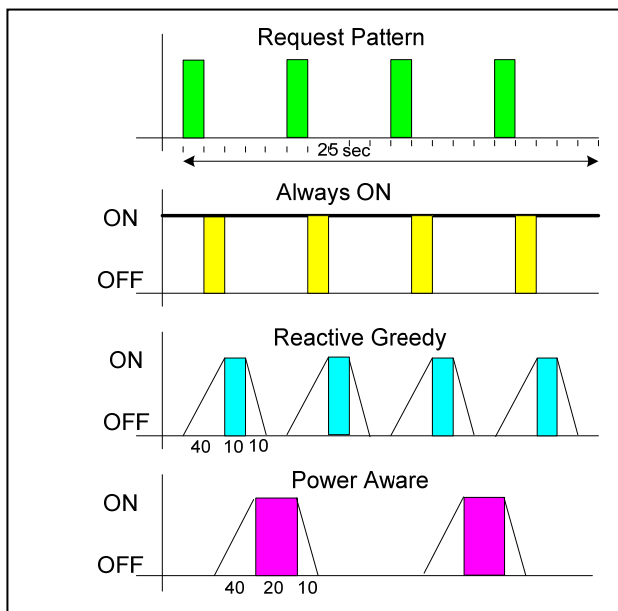 Request Pattern
25 sec
Always ON
ON
OFF
Reactive Greedy
ON
OFF
40 10 10
Power Aware
ON
OFF
40 20 10